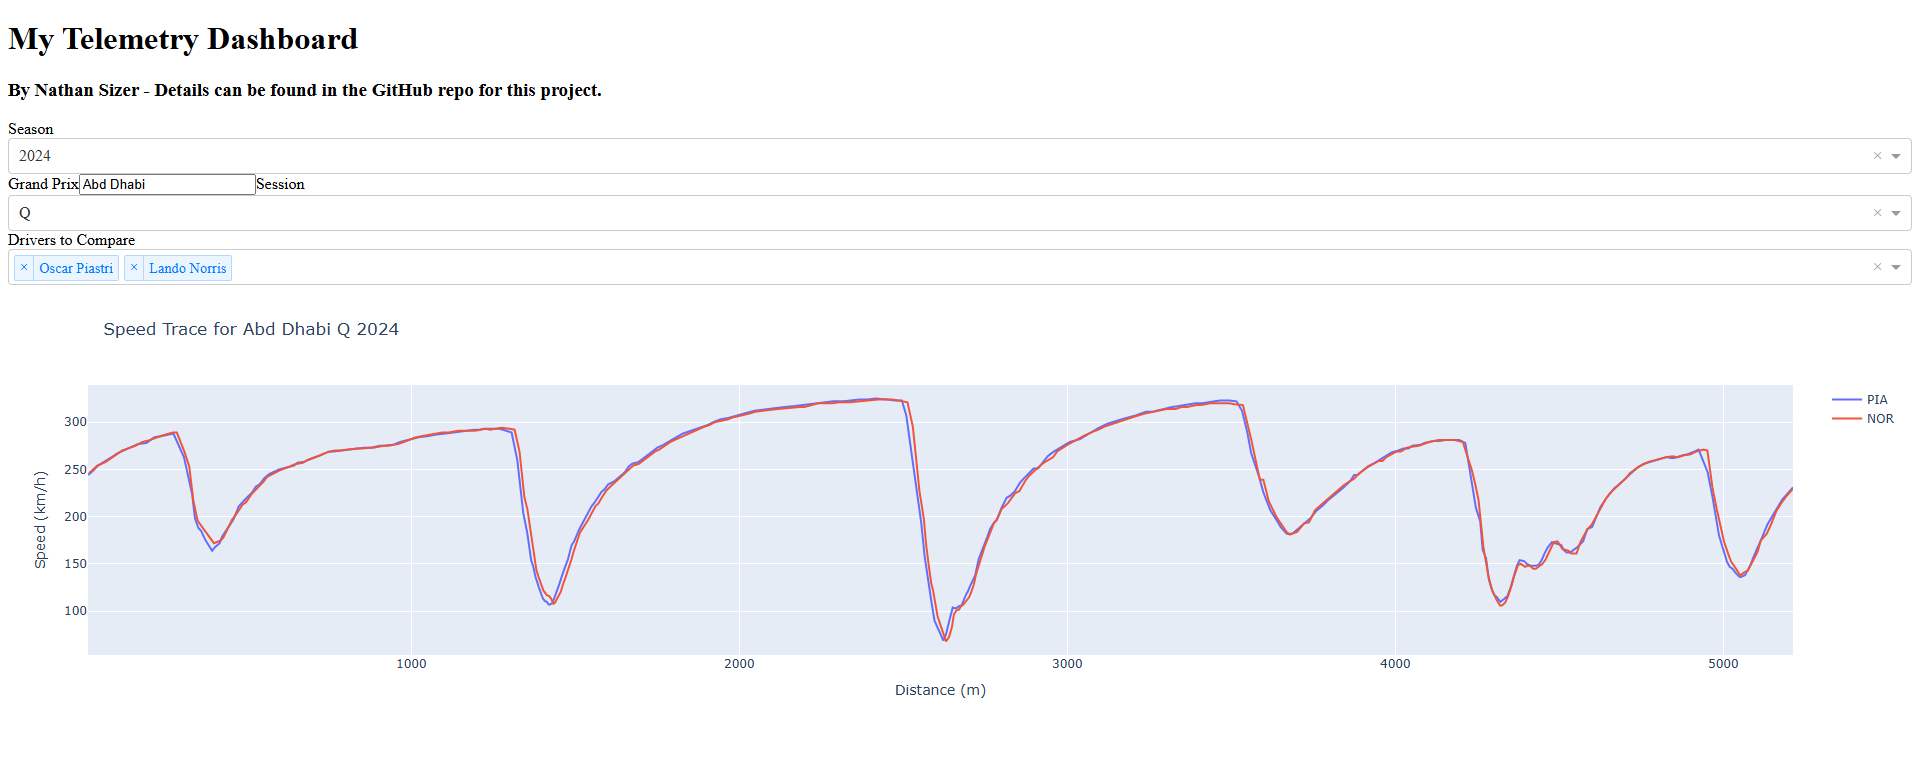 My Telemetry Dashboard
By Nathan Sizer - Details can be found in the GitHub repo for this project.
Season
2024
Grand Prix Abd Dhabi Session
Q
Drivers to Compare
× Oscar Piastri × Lando Norris
Speed Trace for Abd Dhabi Q 2024
PIA
NOR
300
250
200
150
100
Speed (km/h)
1000 2000 3000 4000 5000
Distance (m)